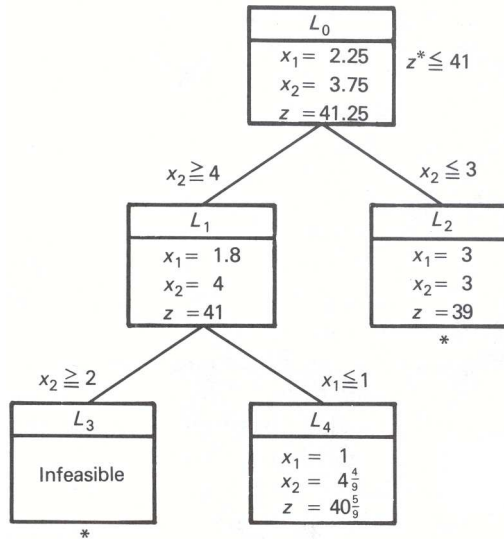 L₀
x₁ = 2.25
x₂ = 3.75
z = 41.25
z* ≦ 41
x₂ ≧ 4
x₂ ≦ 3
L₁
x₁ = 1.8
x₂ = 4
z = 41
L₂
x₁ = 3
x₂ = 3
z = 39
*
x₂ ≧ 2
x₁ ≦ 1
L₃
Infeasible
*
L₄
x₁ = 1
x₂ = 4 4/9
z = 40 5/9